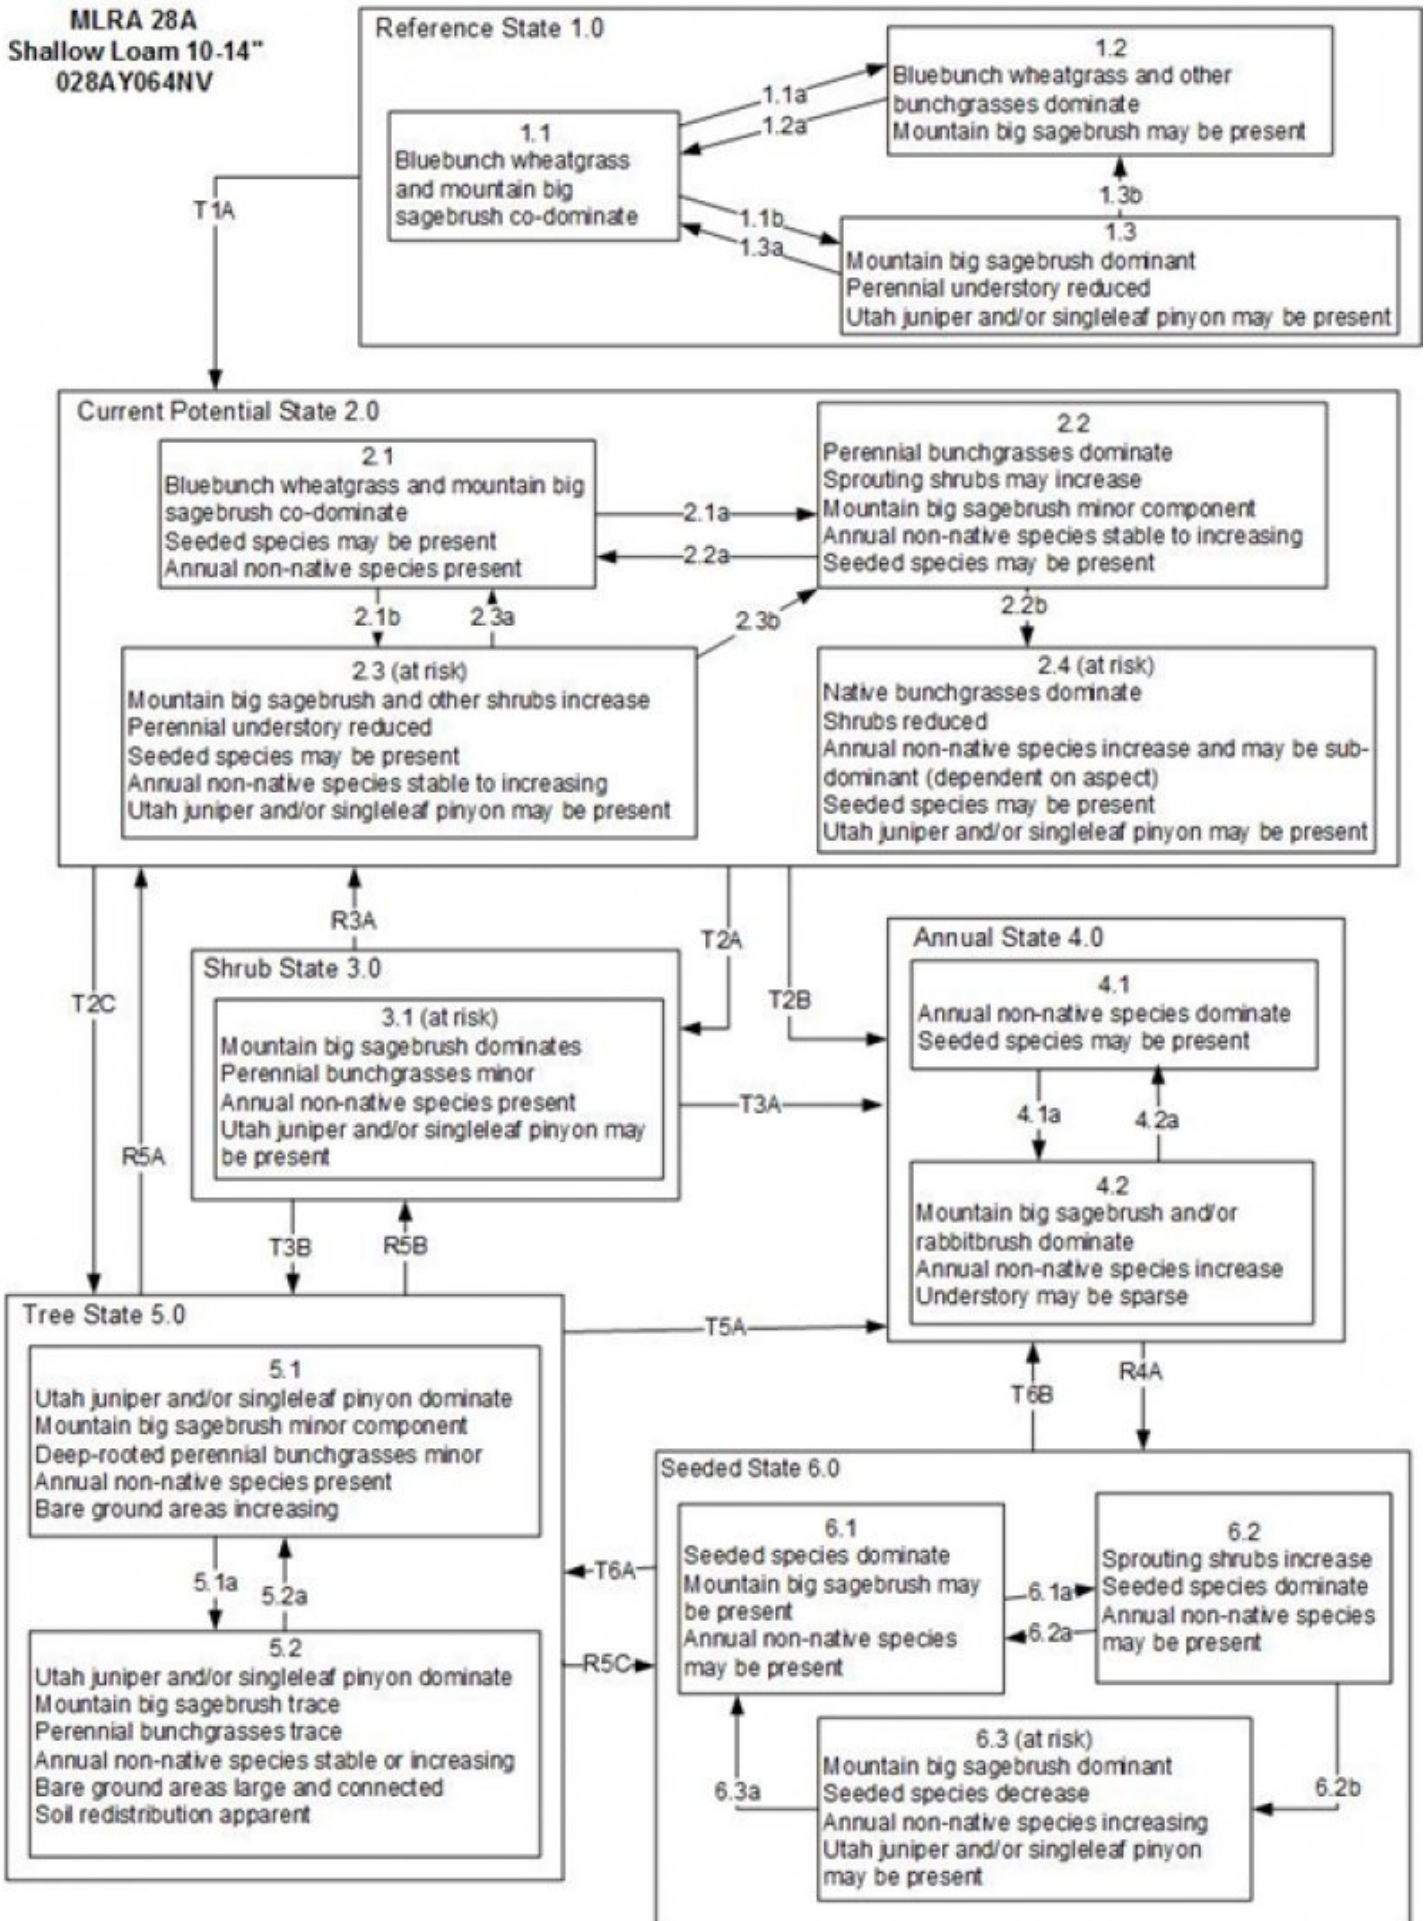 MLRA 28A
Shallow Loam 10-14"
028AY064NV
Reference State 1.0
1.1
Bluebunch wheatgrass
and mountain big
sagebrush co-dominate
1.1a
1.2a
1.2
Bluebunch wheatgrass and other
bunchgrasses dominate
Mountain big sagebrush may be present
1.1b
1.3a
1.3b
1.3
Mountain big sagebrush dominant
Perennial understory reduced
Utah juniper and/or singleleaf pinyon may be present
T1A
Current Potential State 2.0
2.1
Bluebunch wheatgrass and mountain big
sagebrush co-dominate
Seeded species may be present
Annual non-native species present
2.1a
2.2a
2.2
Perennial bunchgrasses dominate
Sprouting shrubs may increase
Mountain big sagebrush minor component
Annual non-native species stable to increasing
Seeded species may be present
2.1b
2.3a
2.3b
2.2b
2.3 (at risk)
Mountain big sagebrush and other shrubs increase
Perennial understory reduced
Seeded species may be present
Annual non-native species stable to increasing
Utah juniper and/or singleleaf pinyon may be present
2.4 (at risk)
Native bunchgrasses dominate
Shrubs reduced
Annual non-native species increase and may be sub-
dominant (dependent on aspect)
Seeded species may be present
Utah juniper and/or singleleaf pinyon may be present
T2C
R5A
R3A
T2A
T2B
Shrub State 3.0
3.1 (at risk)
Mountain big sagebrush dominates
Perennial bunchgrasses minor
Annual non-native species present
Utah juniper and/or singleleaf pinyon may
be present
T3A
Annual State 4.0
4.1
Annual non-native species dominate
Seeded species may be present
4.1a
4.2a
4.2
Mountain big sagebrush and/or
rabbitbrush dominate
Annual non-native species increase
Understory may be sparse
T3B
R5B
Tree State 5.0
5.1
Utah juniper and/or singleleaf pinyon dominate
Mountain big sagebrush minor component
Deep-rooted perennial bunchgrasses minor
Annual non-native species present
Bare ground areas increasing
5.1a
5.2a
5.2
Utah juniper and/or singleleaf pinyon dominate
Mountain big sagebrush trace
Perennial bunchgrasses trace
Annual non-native species stable or increasing
Bare ground areas large and connected
Soil redistribution apparent
T5A
T6B
R4A
T6A
R5C
Seeded State 6.0
6.1
Seeded species dominate
Mountain big sagebrush may
be present
Annual non-native species
may be present
6.1a
6.2a
6.2
Sprouting shrubs increase
Seeded species dominate
Annual non-native species
may be present
6.3a
6.2b
6.3 (at risk)
Mountain big sagebrush dominant
Seeded species decrease
Annual non-native species increasing
Utah juniper and/or singleleaf pinyon
may be present